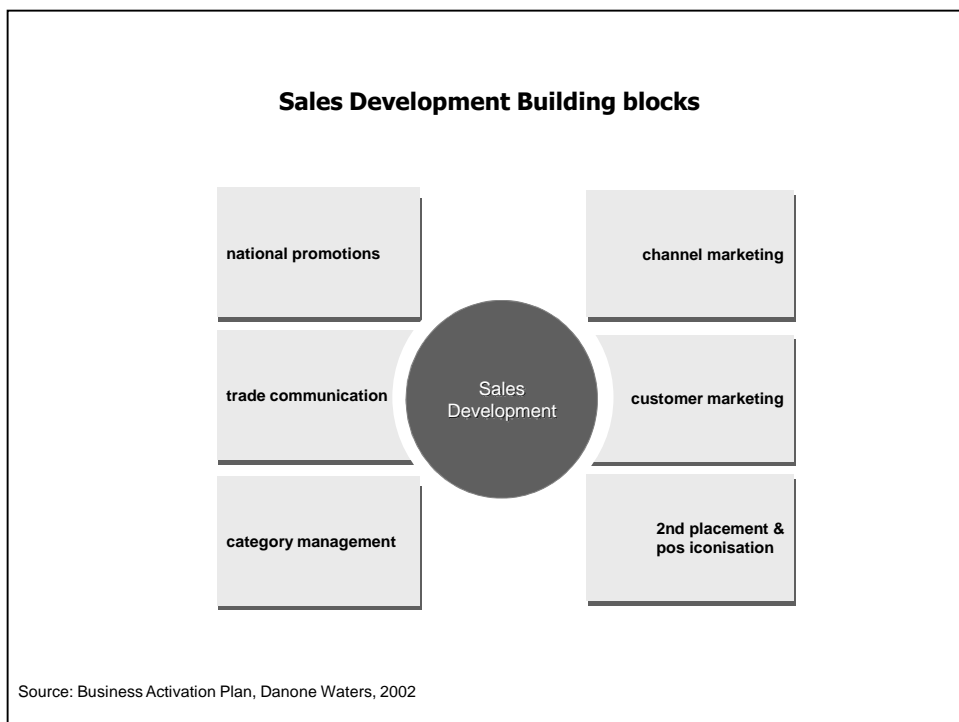 Sales Development Building blocks
national promotions
channel marketing
trade communication
Sales
Development
customer marketing
category management
2nd placement &
pos iconisation
Source: Business Activation Plan, Danone Waters, 2002